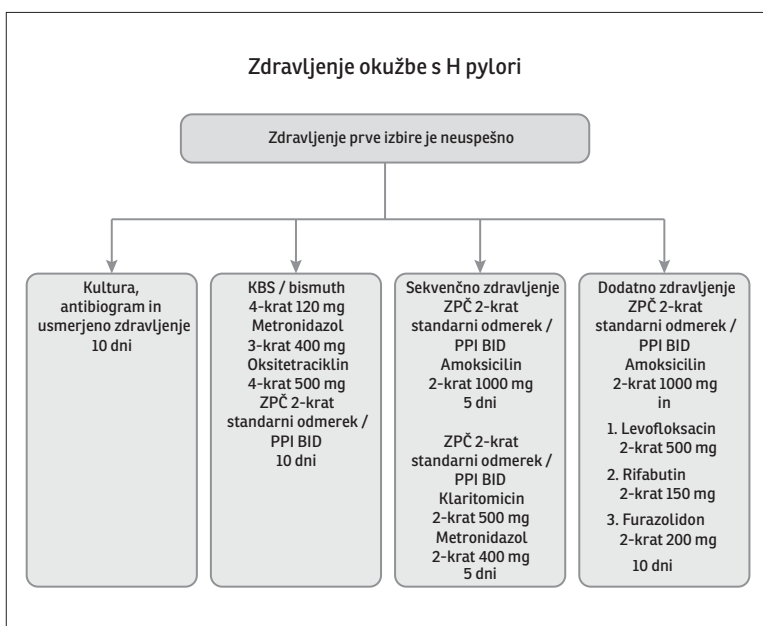 Zdravljenje okužbe s H pylori
Zdravljenje prve izbire je neuspešno
Kultura,
antibiogram in
usmerjeno zdravljenje
10 dni
KBS / bismuth
4-krat 120 mg
Metronidazol
3-krat 400 mg
Oksitetraciklin
4-krat 500 mg
ZPČ 2-krat
standarni odmerek /
PPI BID
10 dni
Sekvenčno zdravljenje
ZPČ 2-krat
standarni odmerek /
PPI BID
Amoksicilin
2-krat 1000 mg
5 dni
ZPČ 2-krat
standarni odmerek /
PPI BID
Klaritomicin
2-krat 500 mg
Metronidazol
2-krat 400 mg
5 dni
Dodatno zdravljenje
ZPČ 2-krat
standarni odmerek /
PPI BID
Amoksicilin
2-krat 1000 mg
in
1. Levofloksacin
2-krat 500 mg
2. Rifabutin
2-krat 150 mg
3. Furazolidon
2-krat 200 mg
10 dni